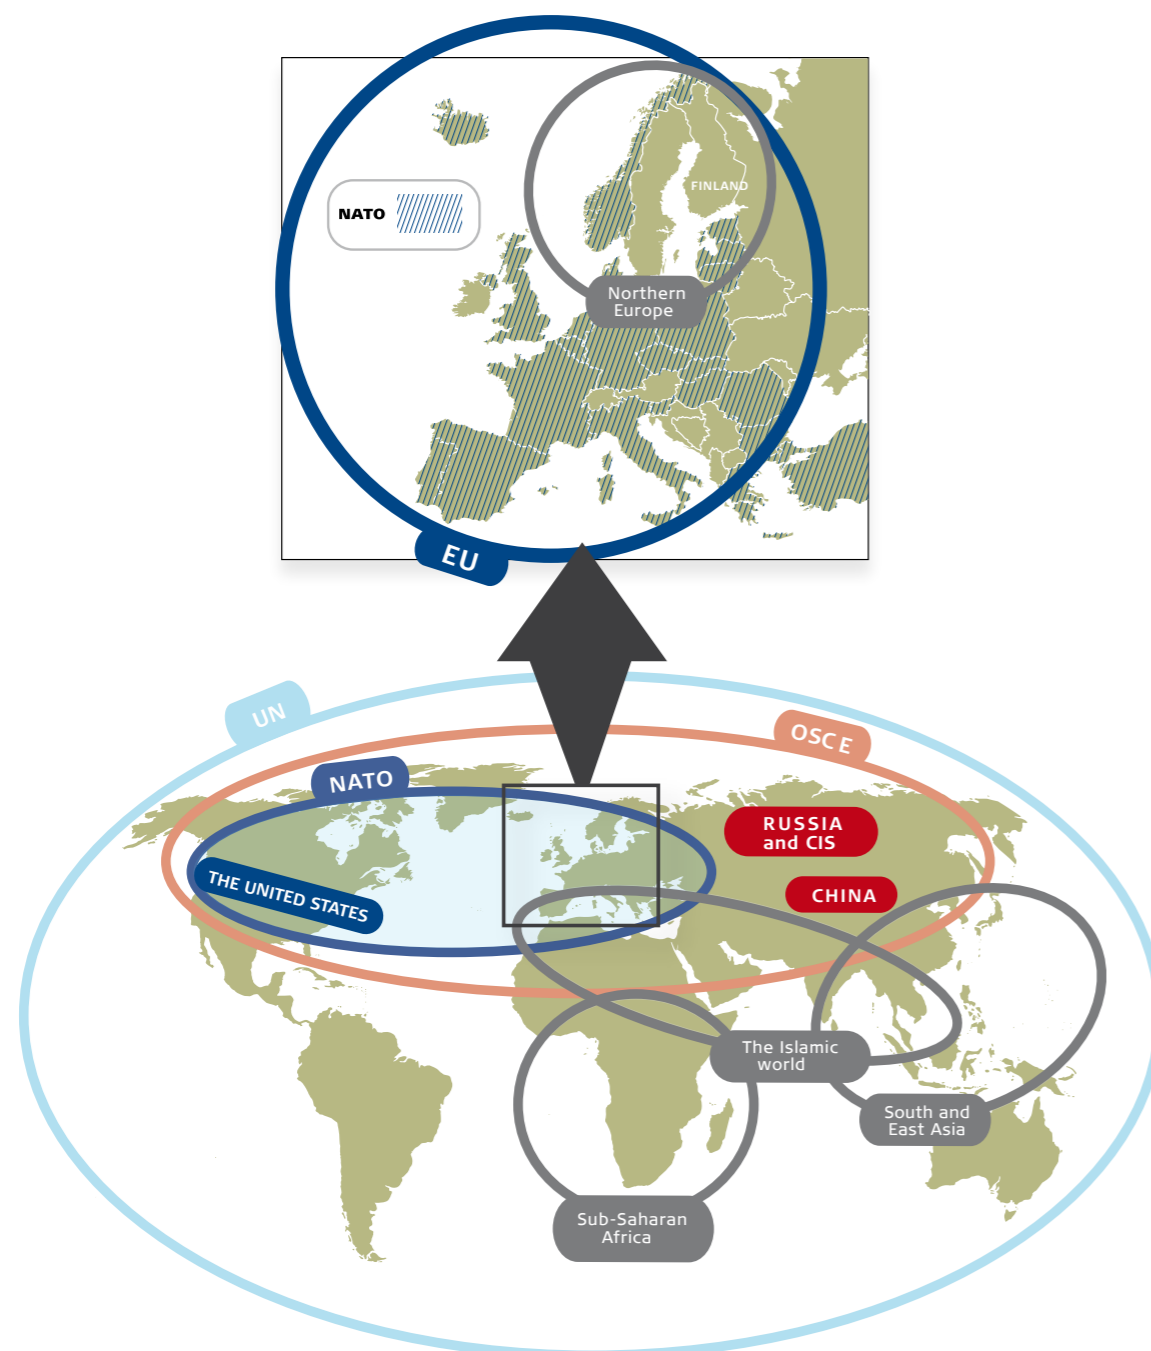 FINLAND
NATO
Northern
Europe
EU
UN
OSCE
NATO
RUSSIA
and CIS
THE UNITED STATES
CHINA
The Islamic
world
South and
East Asia
Sub-Saharan
Africa